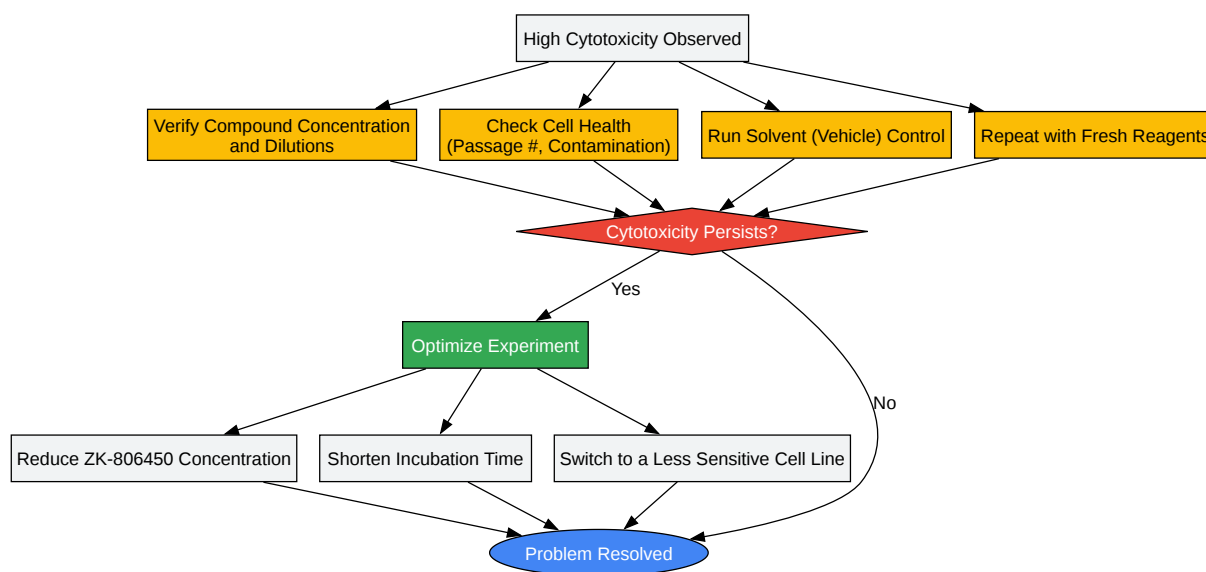 High Cytotoxicity Observed
Verify Compound Concentration
and Dilutions
Check Cell Health
(Passage #, Contamination)
Run Solvent (Vehicle) Control
Repeat with Fresh Reagents
Cytotoxicity Persists?
Yes
No
Optimize Experiment
Reduce ZK-806450 Concentration
Shorten Incubation Time
Switch to a Less Sensitive Cell Line
Problem Resolved